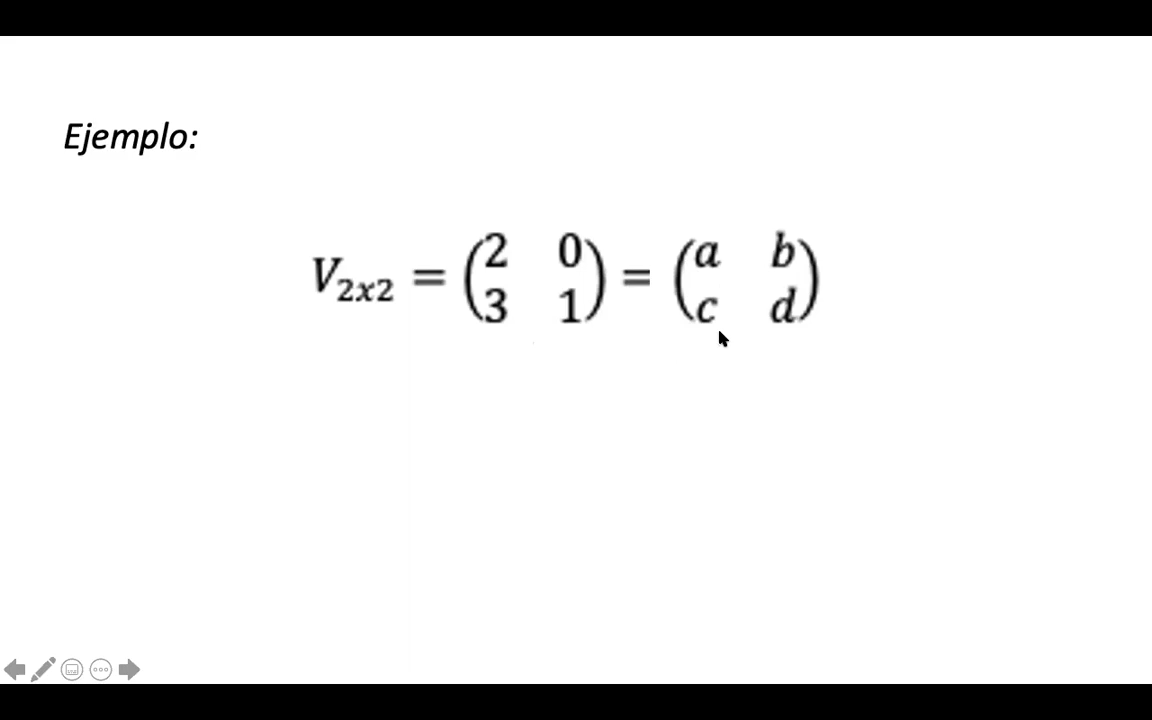 Ejemplo:
V₂ₓ₂ = (2 0) = (a b)
(3 1) (c d)